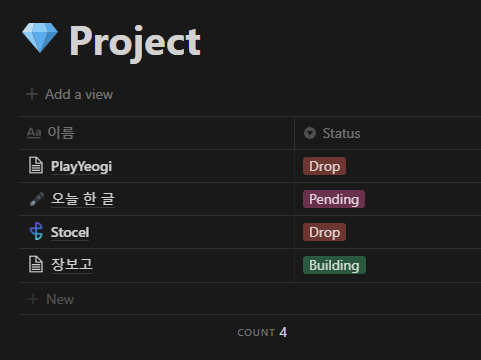 Project
+ Add a view
Aa 이름 Status
PlayYeogi Drop
오늘 한 글 Pending
Stocel Drop
장보고 Building
+ New
COUNT 4